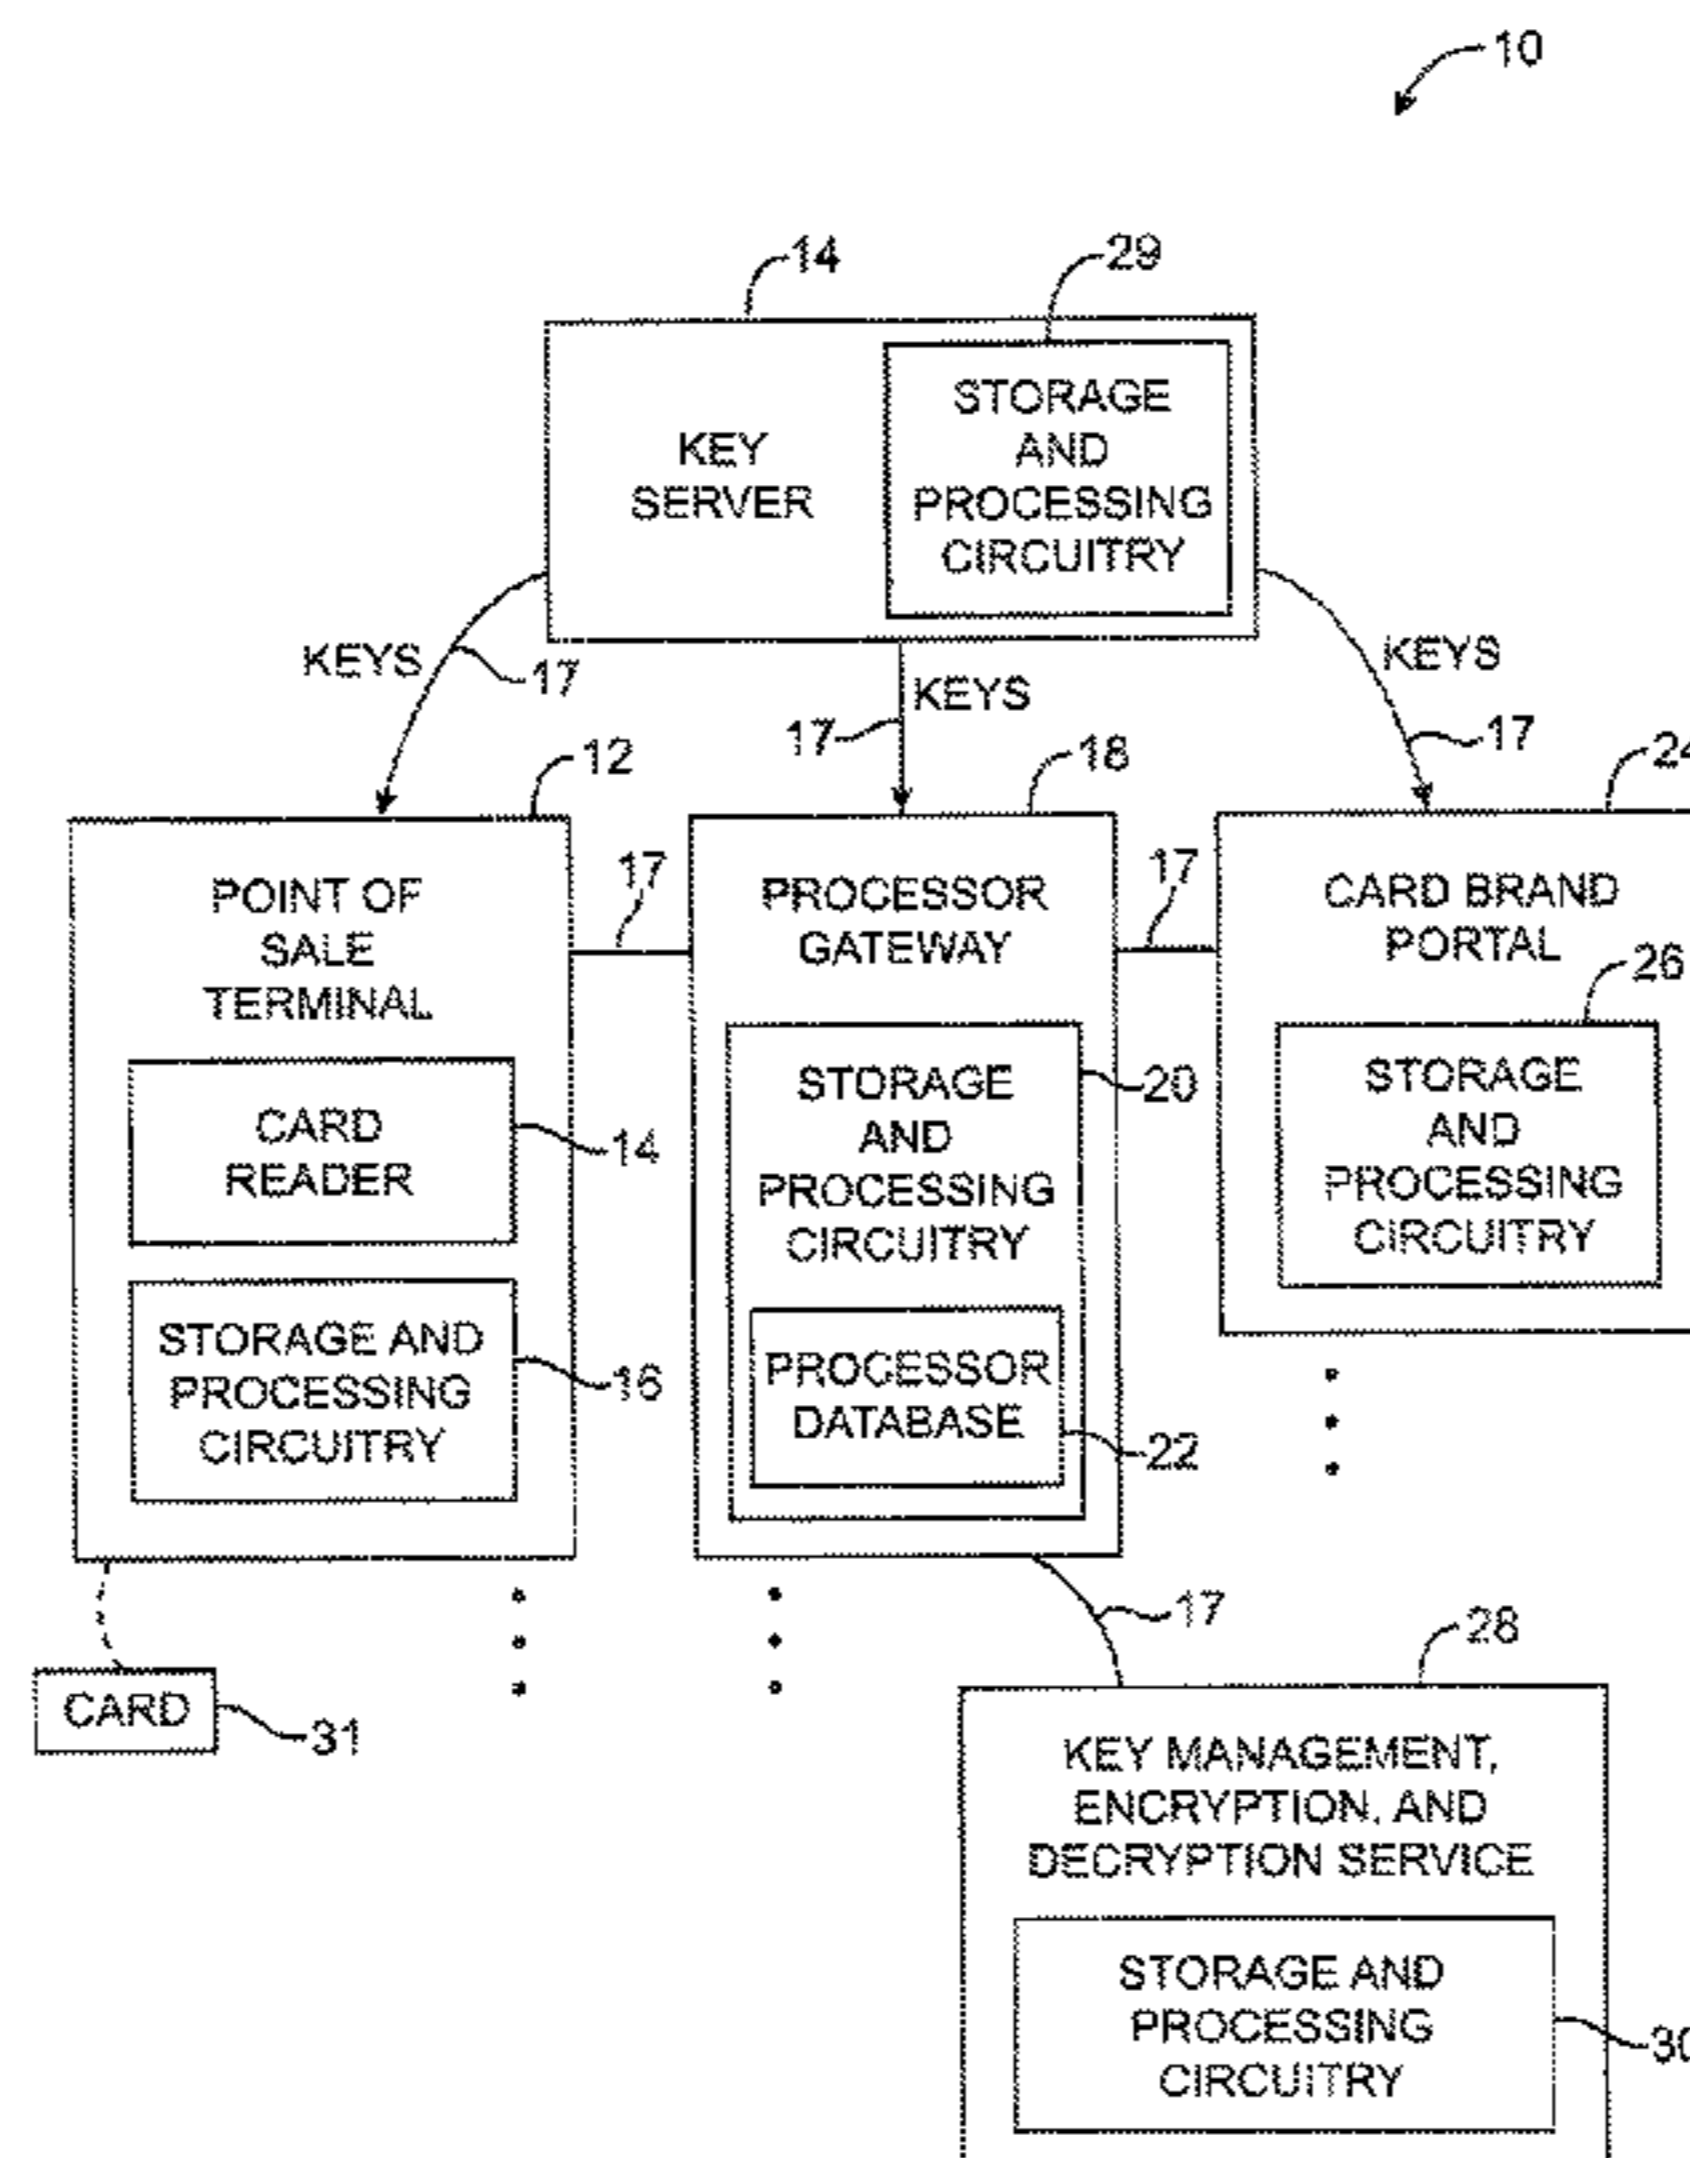 10
14
29
KEY
SERVER
STORAGE
AND
PROCESSING
CIRCUITRY
KEYS
17
KEYS
17
KEYS
17
12
18
24
POINT OF
SALE
TERMINAL
17
PROCESSOR
GATEWAY
17
CARD BRAND
PORTAL
CARD
READER
14
STORAGE AND
PROCESSING
CIRCUITRY
16
STORAGE
AND
PROCESSING
CIRCUITRY
20
PROCESSOR
DATABASE
22
26
STORAGE
AND
PROCESSING
CIRCUITRY
CARD
31
17
28
KEY MANAGEMENT,
ENCRYPTION, AND
DECRYPTION SERVICE
STORAGE AND
PROCESSING
CIRCUITRY
30